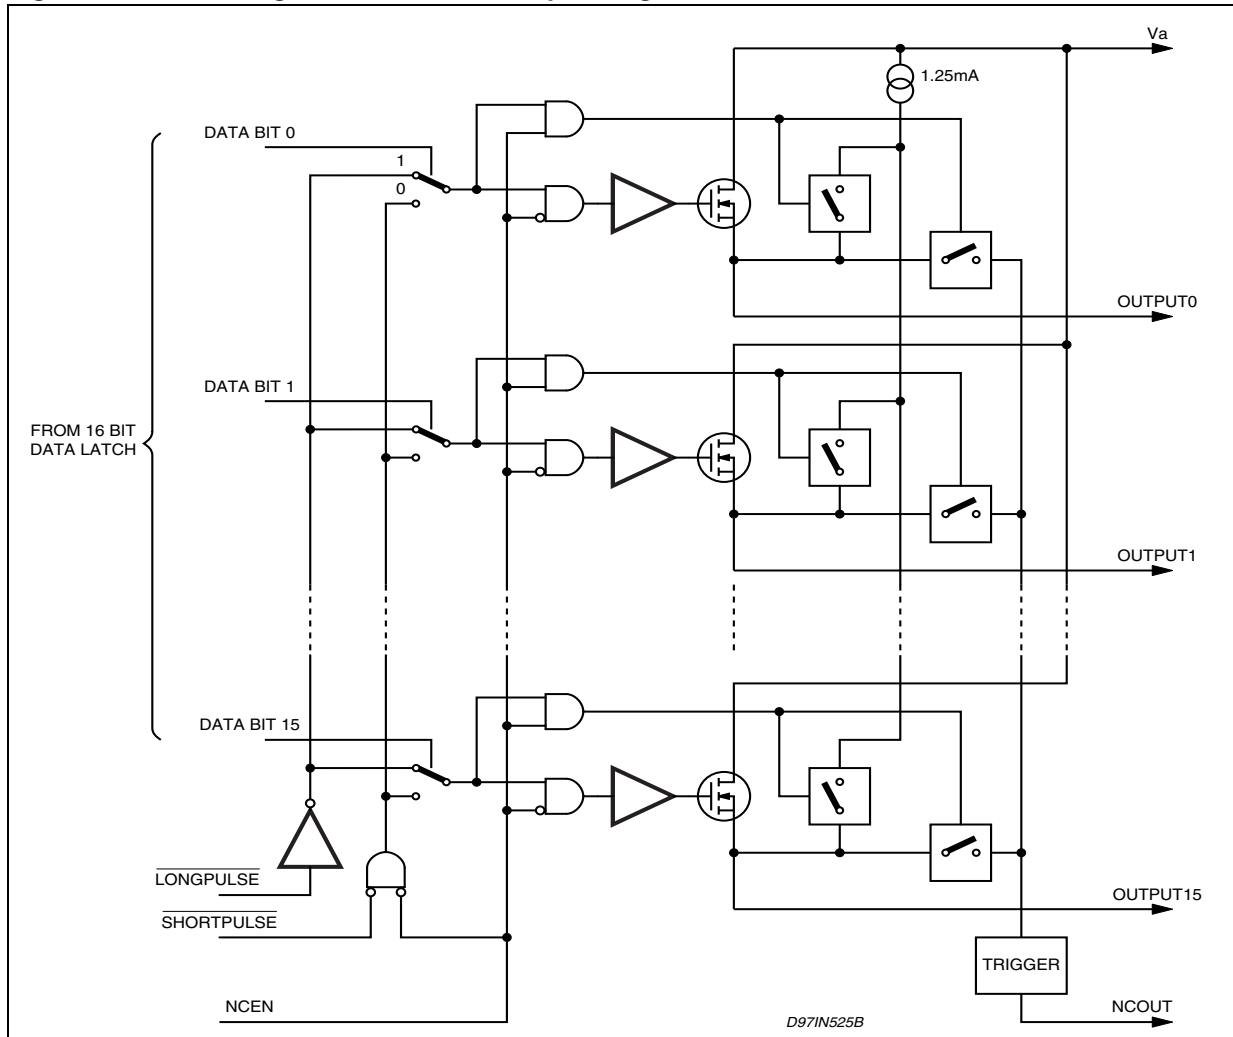 Va
1.25mA
DATA BIT 0
1
0
OUTPUT0
DATA BIT 1
FROM 16 BIT
DATA LATCH
OUTPUT1
DATA BIT 15
LONGPULSE
OUTPUT15
SHORTPULSE
TRIGGER
NCEN
NCOUT
D97IN525B